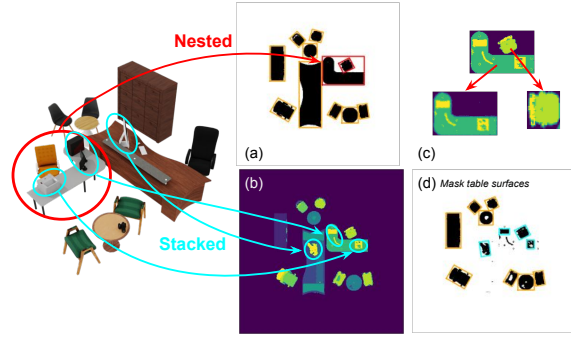 Nested
(a)
(c)
Stacked
(b)
(d) Mask table surfaces